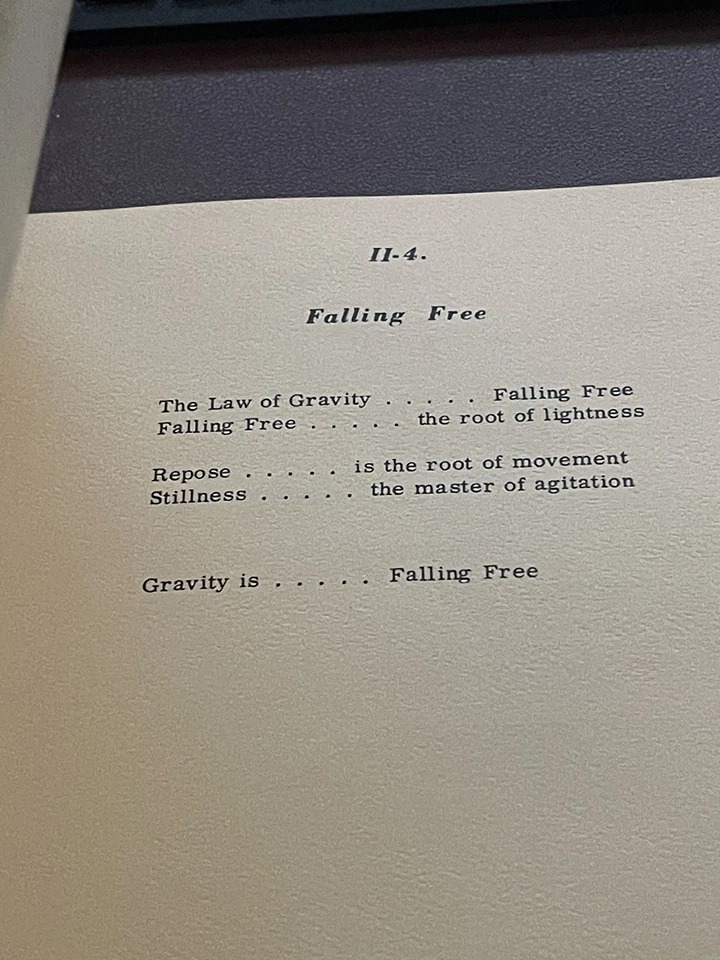 II-4.
Falling Free
The Law of Gravity . . . . . Falling Free
Falling Free . . . . . the root of lightness
Repose . . . . . is the root of movement
Stillness . . . . . the master of agitation
Gravity is . . . . . Falling Free